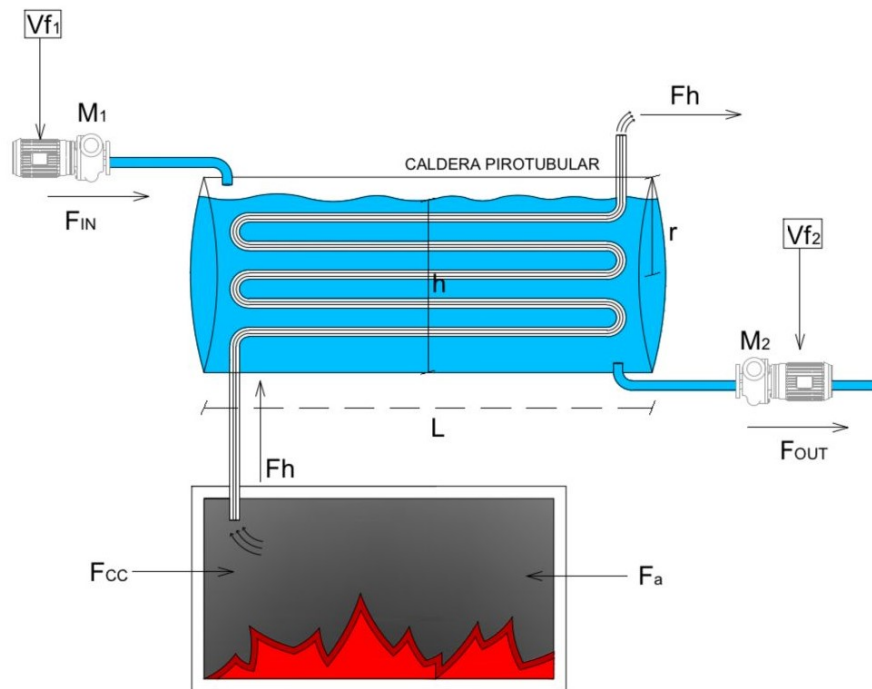 Vf1
M1
Fh
CALDERA PIROTUBULAR
FIN
r
Vf2
h
M2
L
FOUT
Fh
FCC
Fa